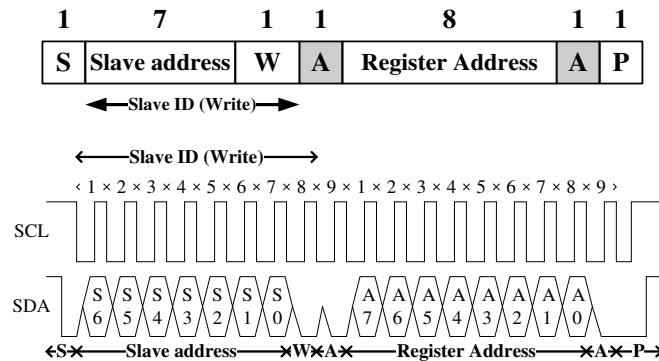 1 7 1 1 8 1 1
S Slave address W A Register Address A P
Slave ID (Write)
Slave ID (Write)
1 × 2 × 3 × 4 × 5 × 6 × 7 × 8 × 9 × 1 × 2 × 3 × 4 × 5 × 6 × 7 × 8 × 9
SCL
SDA
S S S S S S S A A A A A A A A
6 5 4 3 2 1 0 7 6 5 4 3 2 1 0
S Slave address W A Register Address A P